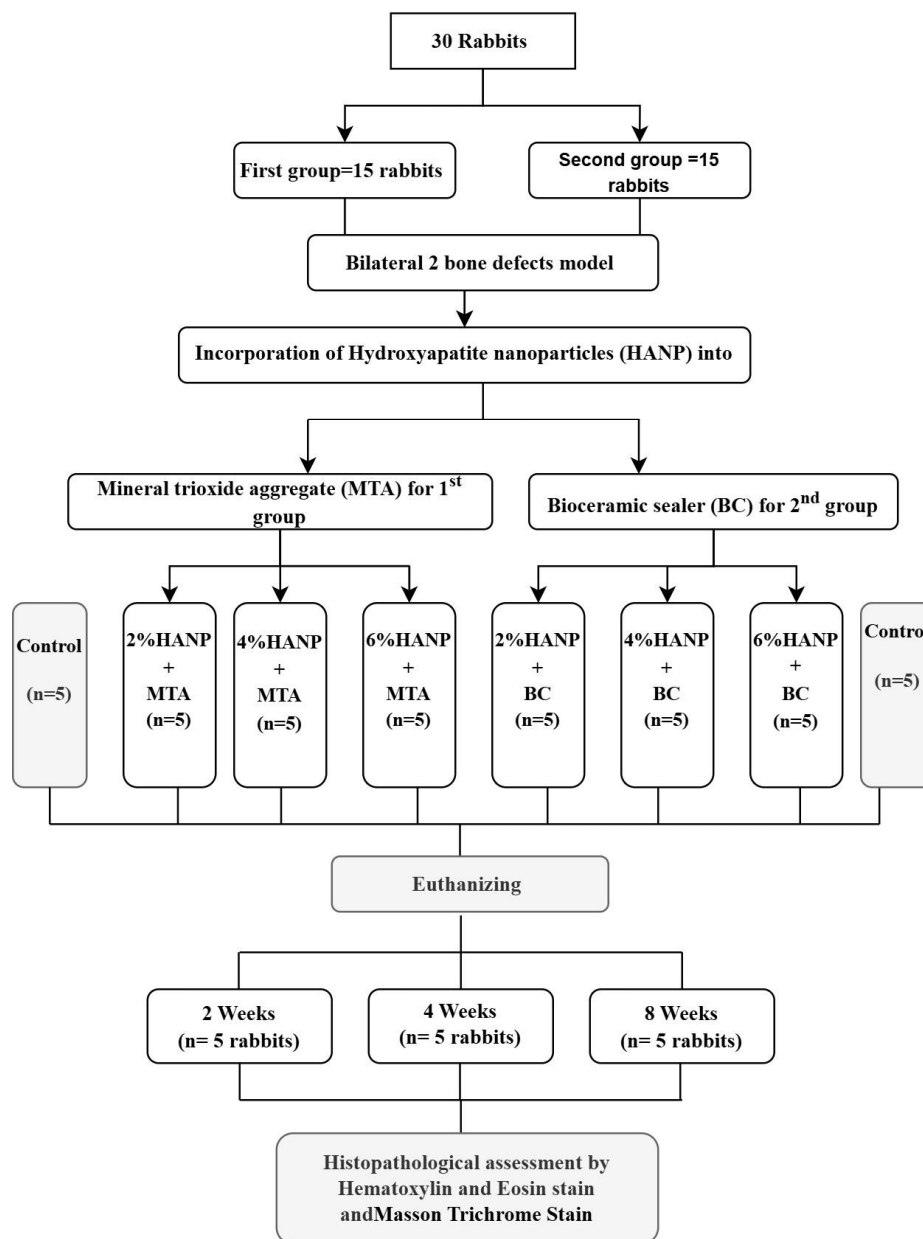 30 Rabbits
First group=15 rabbits
Second group =15
rabbits
Bilateral 2 bone defects model
Incorporation of Hydroxyapatite nanoparticles (HANP) into
Mineral trioxide aggregate (MTA) for 1st
group
Bioceramic sealer (BC) for 2nd group
Control
(n=5)
2%HANP
+
MTA
(n=5)
4%HANP
+
MTA
(n=5)
6%HANP
+
MTA
(n=5)
2%HANP
+
BC
(n=5)
4%HANP
+
BC
(n=5)
6%HANP
+
BC
(n=5)
Control
(n=5)
Euthanizing
2 Weeks
(n= 5 rabbits)
4 Weeks
(n= 5 rabbits)
8 Weeks
(n= 5 rabbits)
Histopathological assessment by
Hematoxylin and Eosin stain
andMasson Trichrome Stain